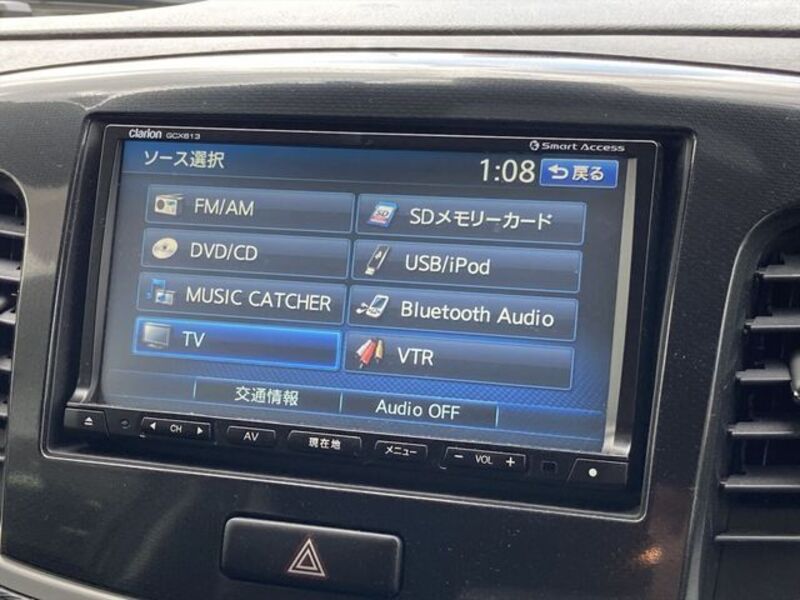 clarion GCX613
Smart Access
ソース選択
1:08
戻る
FM/AM
SDメモリーカード
DVD/CD
USB/iPod
MUSIC CATCHER
Bluetooth Audio
TV
VTR
交通情報
Audio OFF
CH
AV
現在地
メニュー
− VOL +